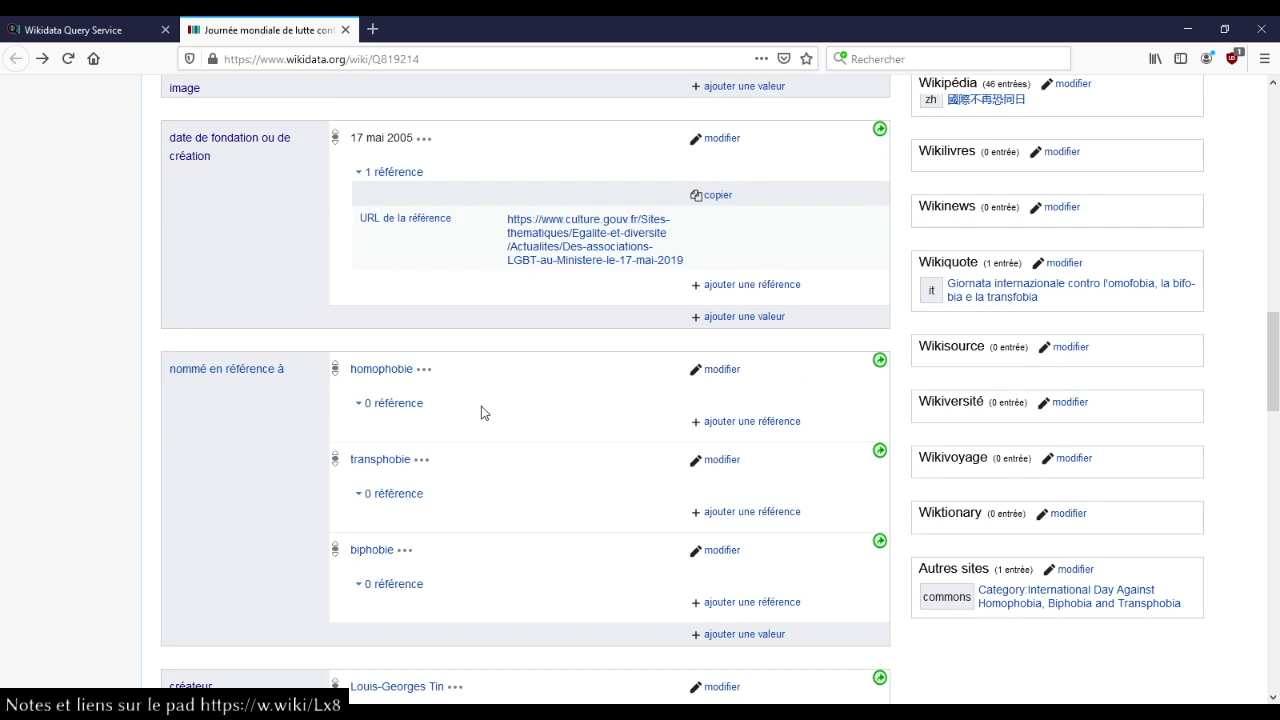 Wikidata Query Service
Journée mondiale de lutte cont
https://www.wikidata.org/wiki/Q819214
Rechercher
1
image
+ ajouter une valeur
date de fondation ou de
création
17 mai 2005
modifier
1 référence
copier
URL de la référence
https://www.culture.gouv.fr/Sites-
thematiques/Egalite-et-diversite
/Actualites/Des-associations-
LGBT-au-Ministere-le-17-mai-2019
+ ajouter une référence
+ ajouter une valeur
nommé en référence à
homophobie
modifier
0 référence
+ ajouter une référence
transphobie
modifier
0 référence
+ ajouter une référence
biphobie
modifier
0 référence
+ ajouter une référence
+ ajouter une valeur
créateur
Louis-Georges Tin
modifier
Wikipédia (46 entrées) modifier
zh 國際不再恐同日
Wikilivres (0 entrée) modifier
Wikinews (0 entrée) modifier
Wikiquote (1 entrée) modifier
it Giornata internazionale contro l'omofobia, la bifo-
bia e la transfobia
Wikisource (0 entrée) modifier
Wikiversité (0 entrée) modifier
Wikivoyage (0 entrée) modifier
Wiktionary (0 entrée) modifier
Autres sites (1 entrée) modifier
commons Category:International Day Against
Homophobia, Biphobia and Transphobia
Notes et liens sur le pad https://w.wiki/Lx8